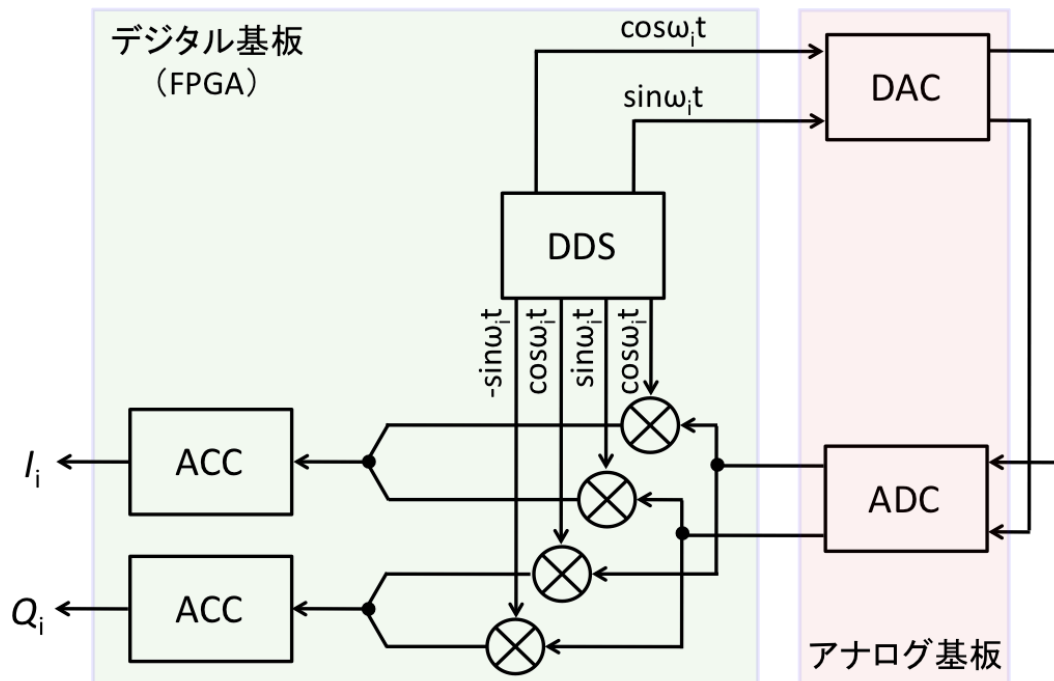 デジタル基板
（FPGA）
cosωit
sinωit
DAC
DDS
-sinωit
cosωit
sinωit
cosωit
ACC
Ii
ADC
ACC
Qi
アナログ基板